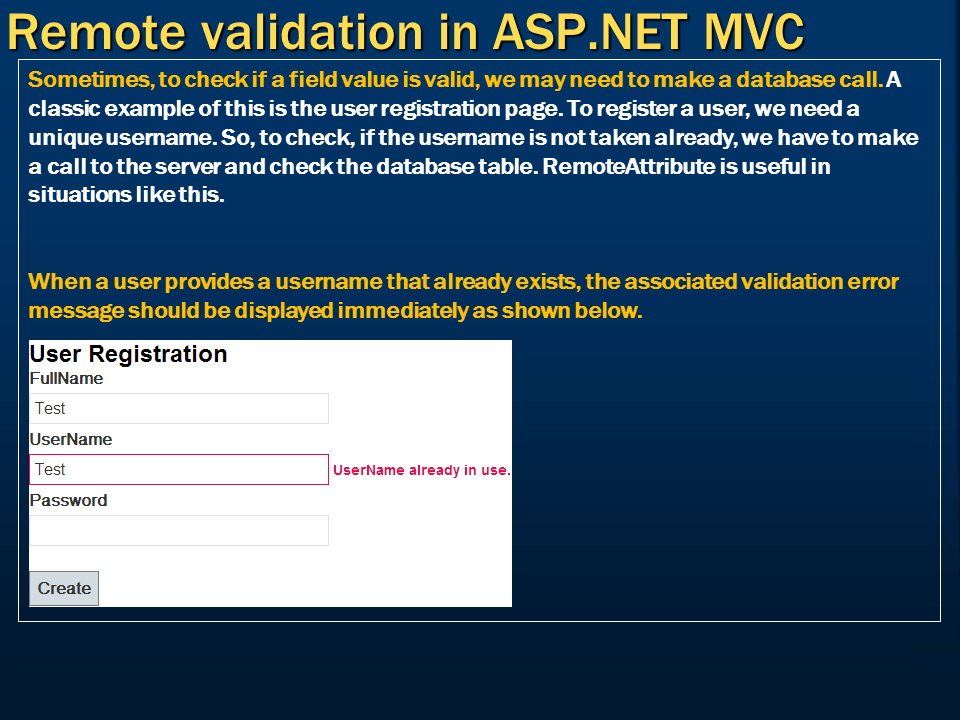 Remote validation in ASP.NET MVC
Sometimes, to check if a field value is valid, we may need to make a database call. A
classic example of this is the user registration page. To register a user, we need a
unique username. So, to check, if the username is not taken already, we have to make
a call to the server and check the database table. RemoteAttribute is useful in
situations like this.
When a user provides a username that already exists, the associated validation error
message should be displayed immediately as shown below.
User Registration
FullName
Test
UserName
Test UserName already in use.
Password
Create